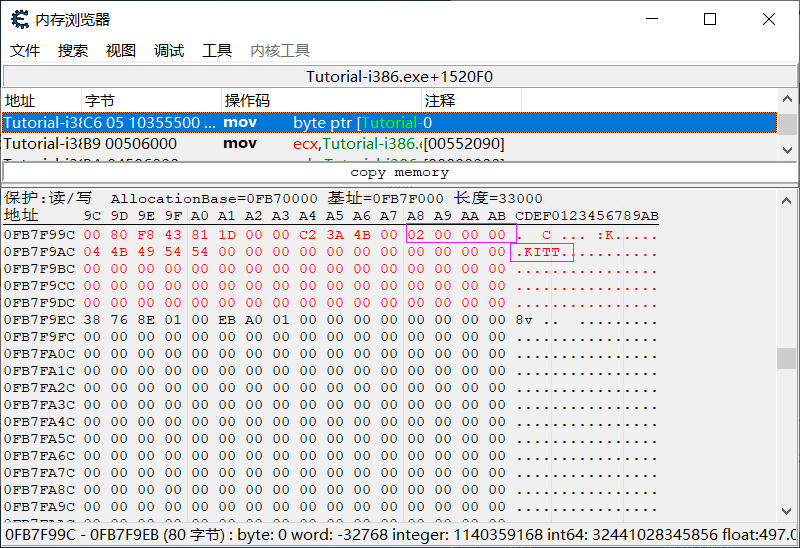 内存浏览器
文件 搜索 视图 调试 工具 内核工具
Tutorial-i386.exe+1520F0
地址 字节 操作码 注释
Tutorial-i38 C6 05 10355500 ... mov byte ptr [Tutorial-0
Tutorial-i38 B9 00506000 mov ecx,Tutorial-i386.e [00552090]
copy memory
保护:读/写 AllocationBase=0FB70000 基址=0FB7F000 长度=33000
地址 9C 9D 9E 9F A0 A1 A2 A3 A4 A5 A6 A7 A8 A9 AA AB CDEF0123456789AB
0FB7F99C 00 80 F8 43 81 1D 00 00 C2 3A 4B 00 02 00 00 00 . C ... :K.....
0FB7F9AC 04 4B 49 54 54 00 00 00 00 00 00 00 00 00 00 00 .KITT...........
0FB7F9BC 00 00 00 00 00 00 00 00 00 00 00 00 00 00 00 00 ................
0FB7F9CC 00 00 00 00 00 00 00 00 00 00 00 00 00 00 00 00 ................
0FB7F9DC 00 00 00 00 00 00 00 00 00 00 00 00 00 00 00 00 ................
0FB7F9EC 38 76 8E 01 00 EB A0 01 00 00 00 00 00 00 00 00 8v .. .........
0FB7F9FC 00 00 00 00 00 00 00 00 00 00 00 00 00 00 00 00 ................
0FB7FA0C 00 00 00 00 00 00 00 00 00 00 00 00 00 00 00 00 ................
0FB7FA1C 00 00 00 00 00 00 00 00 00 00 00 00 00 00 00 00 ................
0FB7FA2C 00 00 00 00 00 00 00 00 00 00 00 00 00 00 00 00 ................
0FB7FA3C 00 00 00 00 00 00 00 00 00 00 00 00 00 00 00 00 ................
0FB7FA4C 00 00 00 00 00 00 00 00 00 00 00 00 00 00 00 00 ................
0FB7FA5C 00 00 00 00 00 00 00 00 00 00 00 00 00 00 00 00 ................
0FB7FA6C 00 00 00 00 00 00 00 00 00 00 00 00 00 00 00 00 ................
0FB7FA7C 00 00 00 00 00 00 00 00 00 00 00 00 00 00 00 00 ................
0FB7FA8C 00 00 00 00 00 00 00 00 00 00 00 00 00 00 00 00 ................
0FB7FA9C 00 00 00 00 00 00 00 00 00 00 00 00 00 00 00 00 ................
0FB7F99C - 0FB7F9EB (80 字节) : byte: 0 word: -32768 integer: 1140359168 int64: 32441028345856 float:497.0